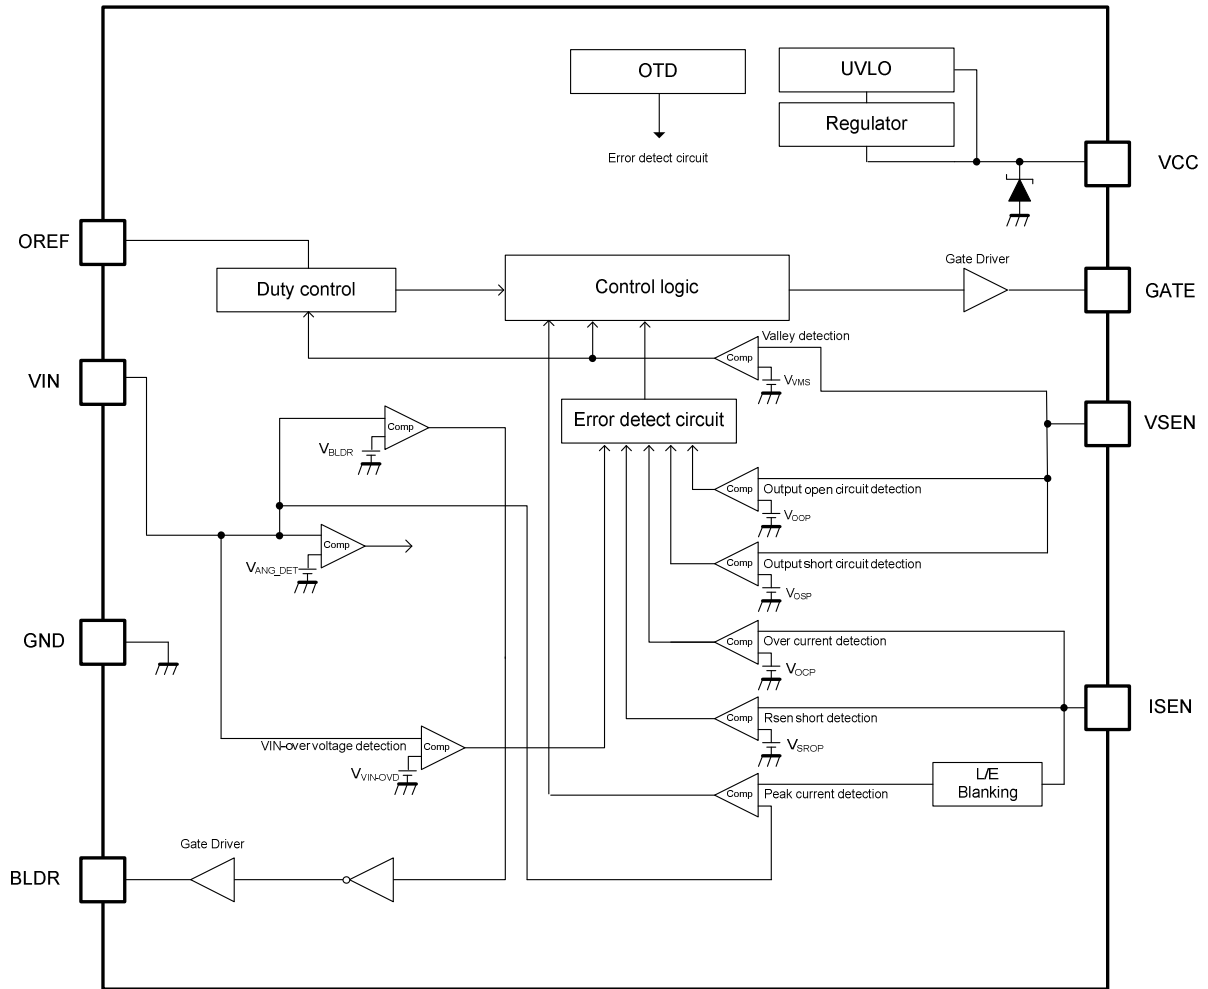 OTD
UVLO
Regulator
Error detect circuit
VCC
OREF
Gate Driver
Duty control
Control logic
GATE
Valley detection
Comp
VIN
VVMS
Error detect circuit
VSEN
Comp
VBLDR
Comp
Output open circuit detection
VOOP
Comp
VANG_DET
Comp
Output short circuit detection
VOSP
GND
Comp
Over current detection
VOCP
ISEN
Comp
Rsen short detection
VIN-over voltage detection
Comp
VSROP
VVIN-OVD
L/E
Blanking
Comp
Peak current detection
Gate Driver
BLDR